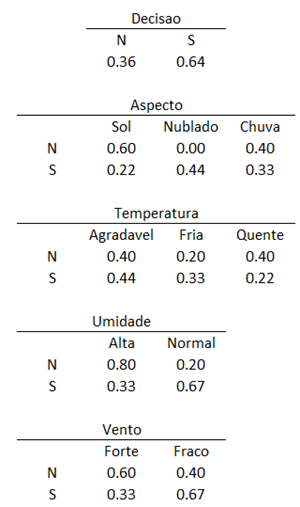 Decisao
N S
0.36 0.64
Aspecto
Sol Nublado Chuva
N 0.60 0.00 0.40
S 0.22 0.44 0.33
Temperatura
Agradavel Fria Quente
N 0.40 0.20 0.40
S 0.44 0.33 0.22
Umidade
Alta Normal
N 0.80 0.20
S 0.33 0.67
Vento
Forte Fraco
N 0.60 0.40
S 0.33 0.67